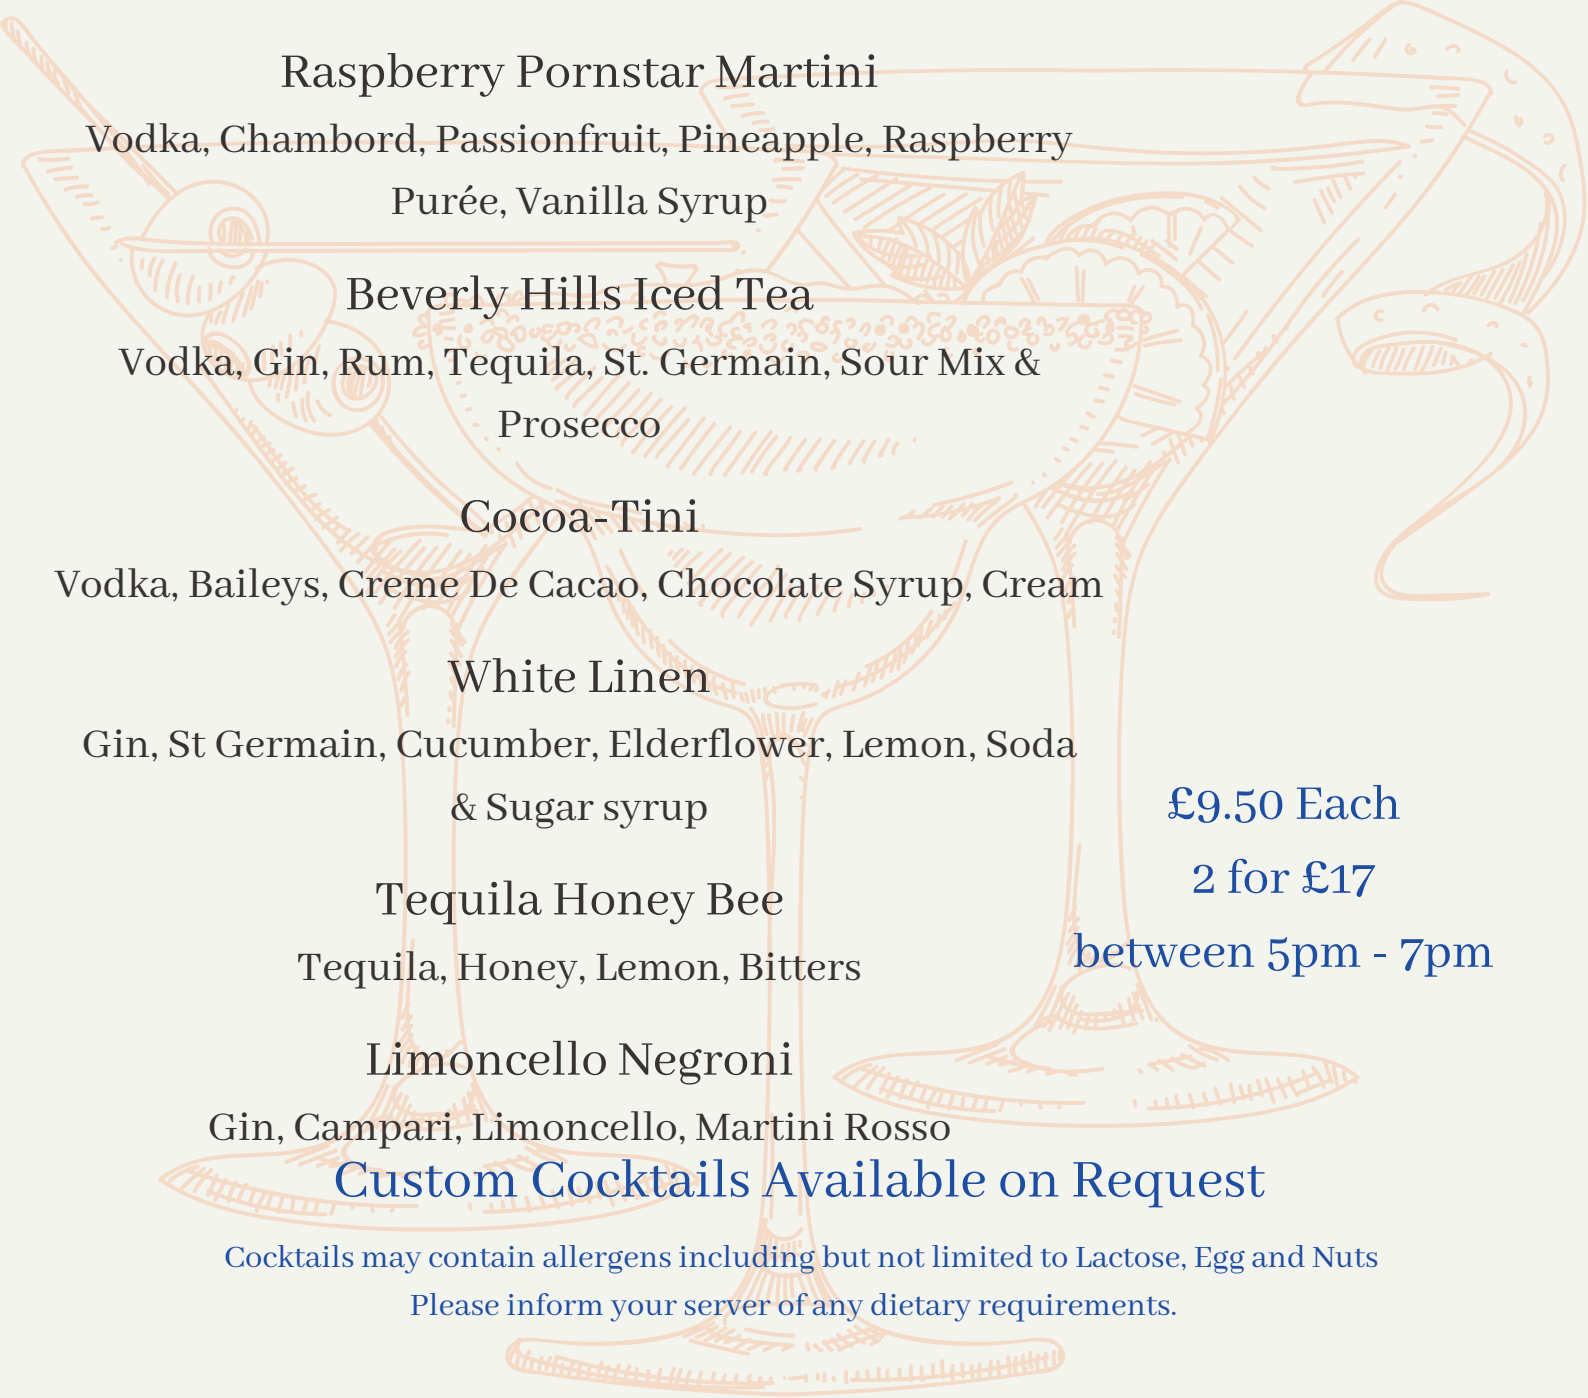 Raspberry Pornstar Martini
Vodka, Chambord, Passionfruit, Pineapple, Raspberry
Purée, Vanilla Syrup
Beverly Hills Iced Tea
Vodka, Gin, Rum, Tequila, St. Germain, Sour Mix &
Prosecco
Cocoa-Tini
Vodka, Baileys, Creme De Cacao, Chocolate Syrup, Cream
White Linen
Gin, St Germain, Cucumber, Elderflower, Lemon, Soda
& Sugar syrup
Tequila Honey Bee
Tequila, Honey, Lemon, Bitters
Limoncello Negroni
Gin, Campari, Limoncello, Martini Rosso
£9.50 Each
2 for £17
between 5pm - 7pm
Custom Cocktails Available on Request
Cocktails may contain allergens including but not limited to Lactose, Egg and Nuts
Please inform your server of any dietary requirements.